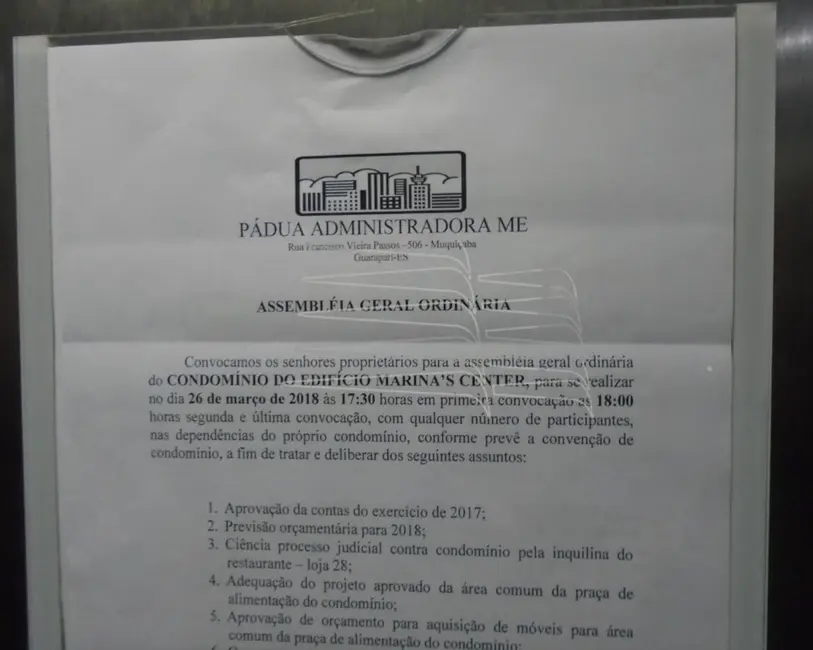 PÁDUA ADMINISTRADORA ME
Rua Francisco Vieira Passos – 506 - Muquiçaba
Guarapari-ES
ASSEMBLÉIA GERAL ORDINÁRIA
Convocamos os senhores proprietários para a assembléia geral ordinária
do CONDOMÍNIO DO EDIFÍCIO MARINA'S CENTER, para se realizar
no dia 26 de março de 2018 às 17:30 horas em primeira convocação as 18:00
horas segunda e última convocação, com qualquer número de participantes,
nas dependências do próprio condomínio, conforme prevê a convenção de
condomínio, a fim de tratar e deliberar dos seguintes assuntos:
1. Aprovação da contas do exercício de 2017;
2. Previsão orçamentária para 2018;
3. Ciência processo judicial contra condomínio pela inquilina do
restaurante – loja 28;
4. Adequação do projeto aprovado da área comum da praça de
alimentação do condomínio;
5. Aprovação de orçamento para aquisição de móveis para área
comum da praça de alimentação do condomínio;